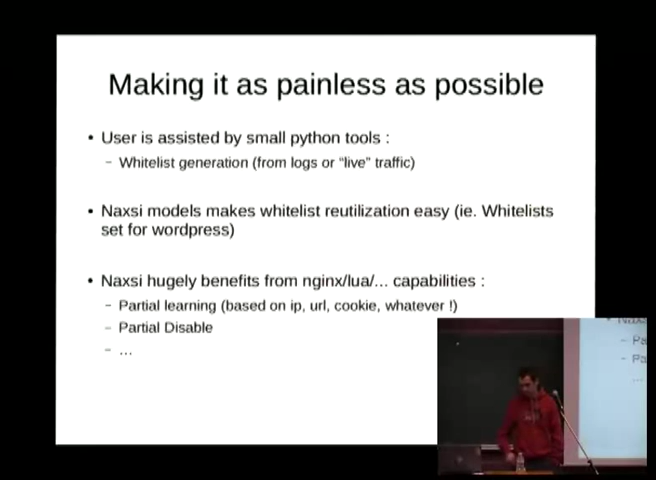 Making it as painless as possible
• User is assisted by small python tools :
– Whitelist generation (from logs or “live” traffic)
• Naxsi models makes whitelist reutilization easy (ie. Whitelists
set for wordpress)
• Naxsi hugely benefits from nginx/lua/... capabilities :
– Partial learning (based on ip, url, cookie, whatever !)
– Partial Disable
– ...
– Pa
– Pa
...